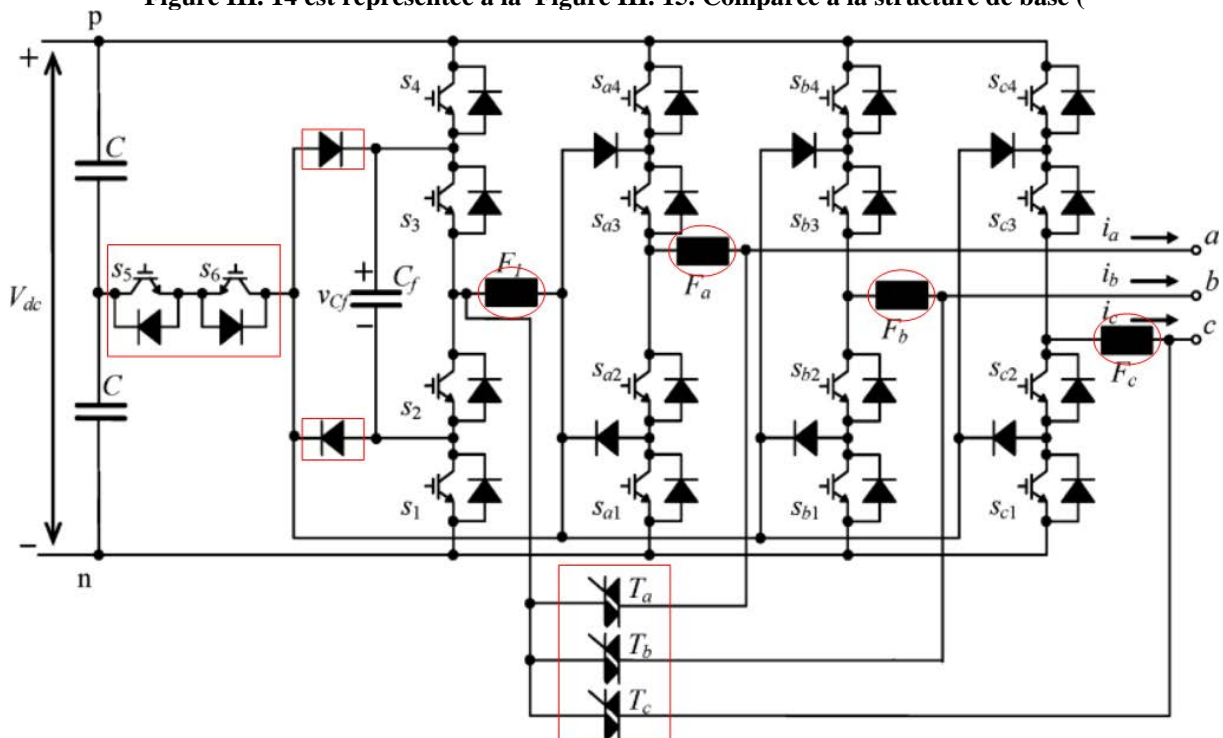 Figure III. 14 est représentée à la Figure III. 15. Comparée à la structure de base (
p
+
s4 sa4 sb4 sc4
C
s3 sa3 sb3 sc3
ia a
s5 s6 + Cf F1 Fa ib b
Vdc vCf
− ic c
Fb
C s2 sa2 sb2 sc2 Fc
s1 sa1 sb1 sc1
−
n
Ta
Tb
Tc